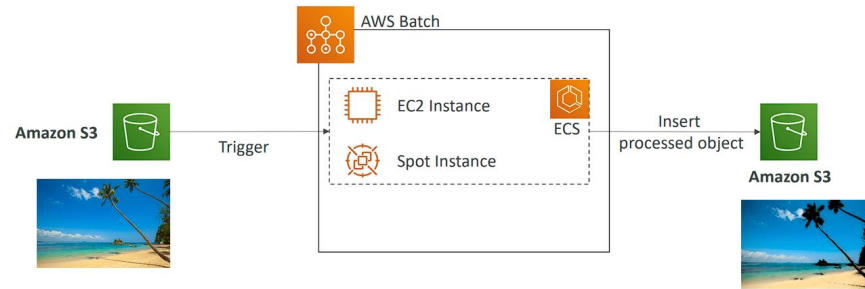 AWS Batch
Amazon S3
Trigger
EC2 Instance
Spot Instance
ECS
Insert
processed object
Amazon S3